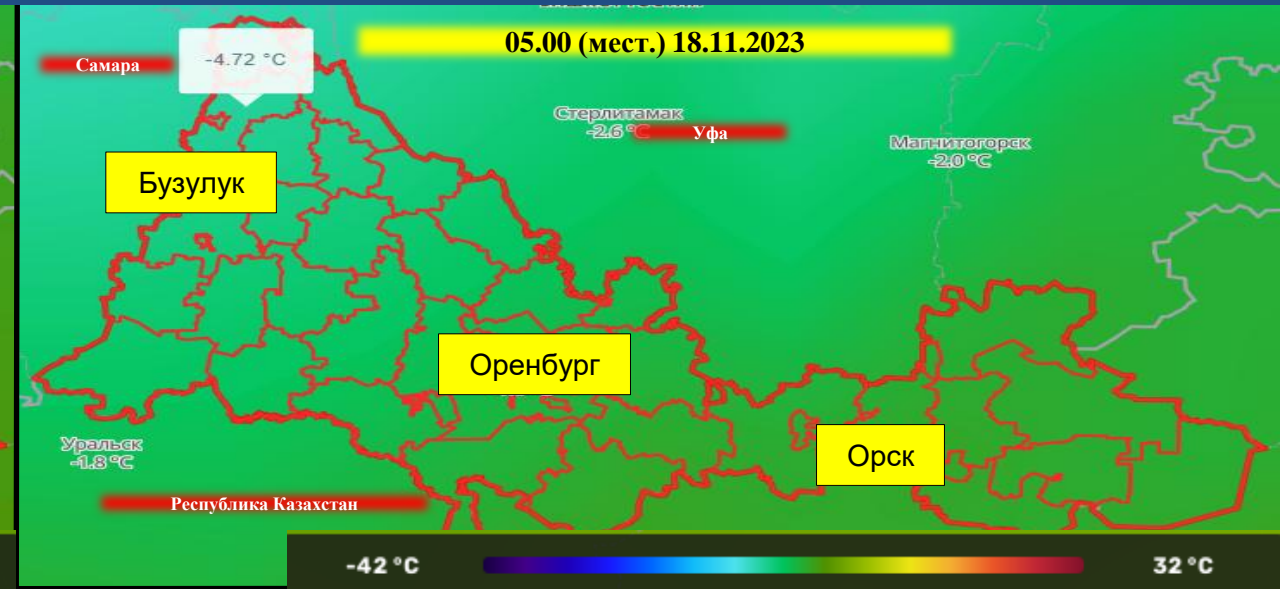 05.00 (мест.) 18.11.2023
Самара
-4.72 °C
Стерлитамак
-2.6 °C
Уфа
Магнитогорск
-2.0 °C
Бузулук
Оренбург
Орск
Уральск
-1.8 °C
Республика Казахстан
-42 °C
32 °C